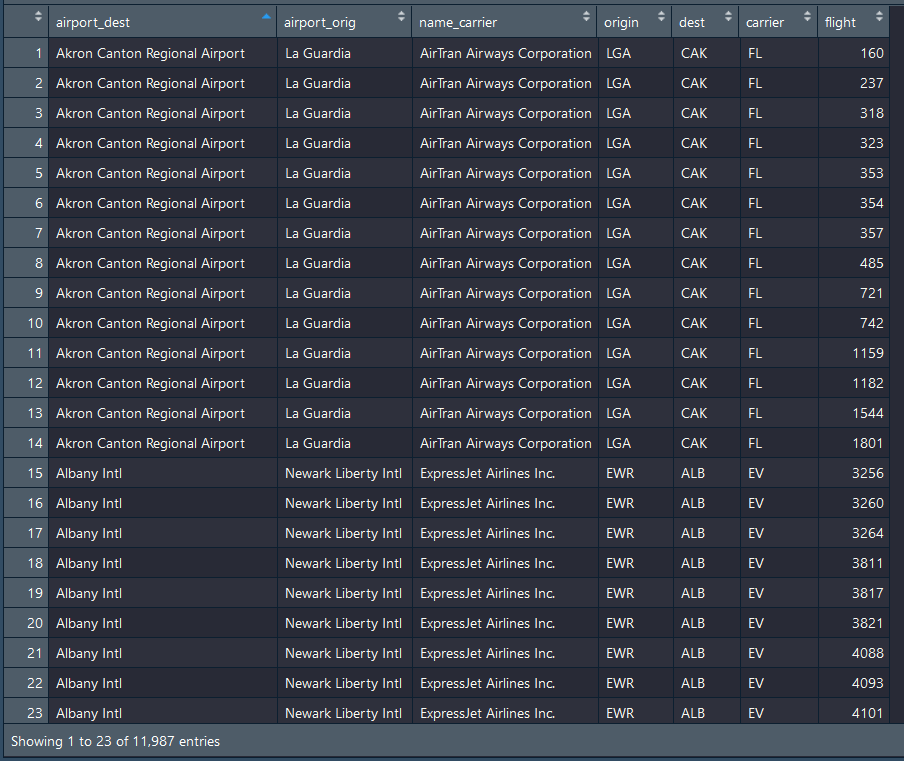 airport_dest airport_orig name_carrier origin dest carrier flight
1 Akron Canton Regional Airport La Guardia AirTran Airways Corporation LGA CAK FL 160
2 Akron Canton Regional Airport La Guardia AirTran Airways Corporation LGA CAK FL 237
3 Akron Canton Regional Airport La Guardia AirTran Airways Corporation LGA CAK FL 318
4 Akron Canton Regional Airport La Guardia AirTran Airways Corporation LGA CAK FL 323
5 Akron Canton Regional Airport La Guardia AirTran Airways Corporation LGA CAK FL 353
6 Akron Canton Regional Airport La Guardia AirTran Airways Corporation LGA CAK FL 354
7 Akron Canton Regional Airport La Guardia AirTran Airways Corporation LGA CAK FL 357
8 Akron Canton Regional Airport La Guardia AirTran Airways Corporation LGA CAK FL 485
9 Akron Canton Regional Airport La Guardia AirTran Airways Corporation LGA CAK FL 721
10 Akron Canton Regional Airport La Guardia AirTran Airways Corporation LGA CAK FL 742
11 Akron Canton Regional Airport La Guardia AirTran Airways Corporation LGA CAK FL 1159
12 Akron Canton Regional Airport La Guardia AirTran Airways Corporation LGA CAK FL 1182
13 Akron Canton Regional Airport La Guardia AirTran Airways Corporation LGA CAK FL 1544
14 Akron Canton Regional Airport La Guardia AirTran Airways Corporation LGA CAK FL 1801
15 Albany Intl Newark Liberty Intl ExpressJet Airlines Inc. EWR ALB EV 3256
16 Albany Intl Newark Liberty Intl ExpressJet Airlines Inc. EWR ALB EV 3260
17 Albany Intl Newark Liberty Intl ExpressJet Airlines Inc. EWR ALB EV 3264
18 Albany Intl Newark Liberty Intl ExpressJet Airlines Inc. EWR ALB EV 3811
19 Albany Intl Newark Liberty Intl ExpressJet Airlines Inc. EWR ALB EV 3817
20 Albany Intl Newark Liberty Intl ExpressJet Airlines Inc. EWR ALB EV 3821
21 Albany Intl Newark Liberty Intl ExpressJet Airlines Inc. EWR ALB EV 4088
22 Albany Intl Newark Liberty Intl ExpressJet Airlines Inc. EWR ALB EV 4093
23 Albany Intl Newark Liberty Intl ExpressJet Airlines Inc. EWR ALB EV 4101
Showing 1 to 23 of 11,987 entries